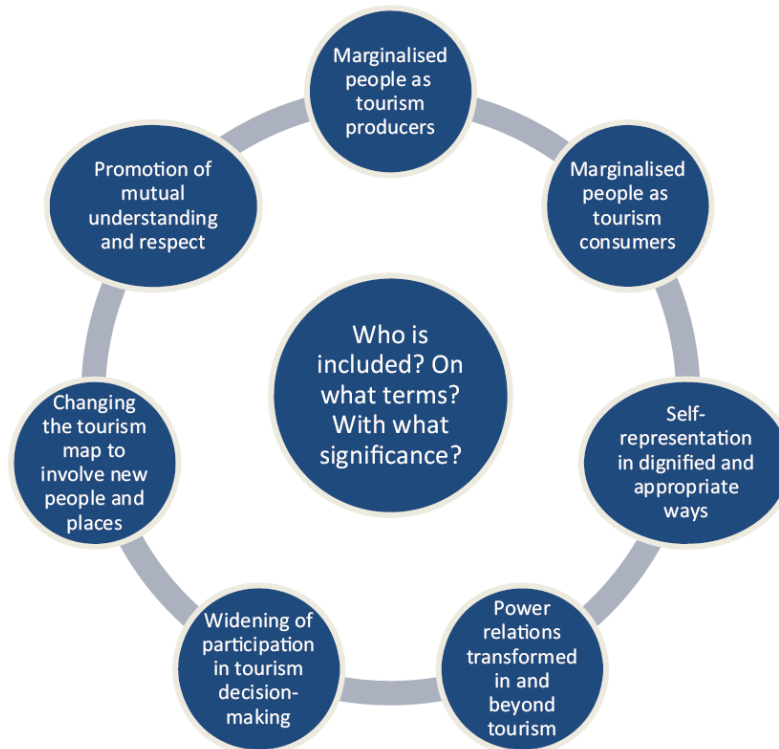 Marginalised
people as
tourism
producers
Marginalised
people as
tourism
consumers
Self-
representation
in dignified and
appropriate
ways
Power
relations
transformed
in and
beyond
tourism
Widening of
participation
in tourism
decision-
making
Changing
the tourism
map to
involve new
people and
places
Promotion of
mutual
understanding
and respect
Who is
included? On
what terms?
With what
significance?